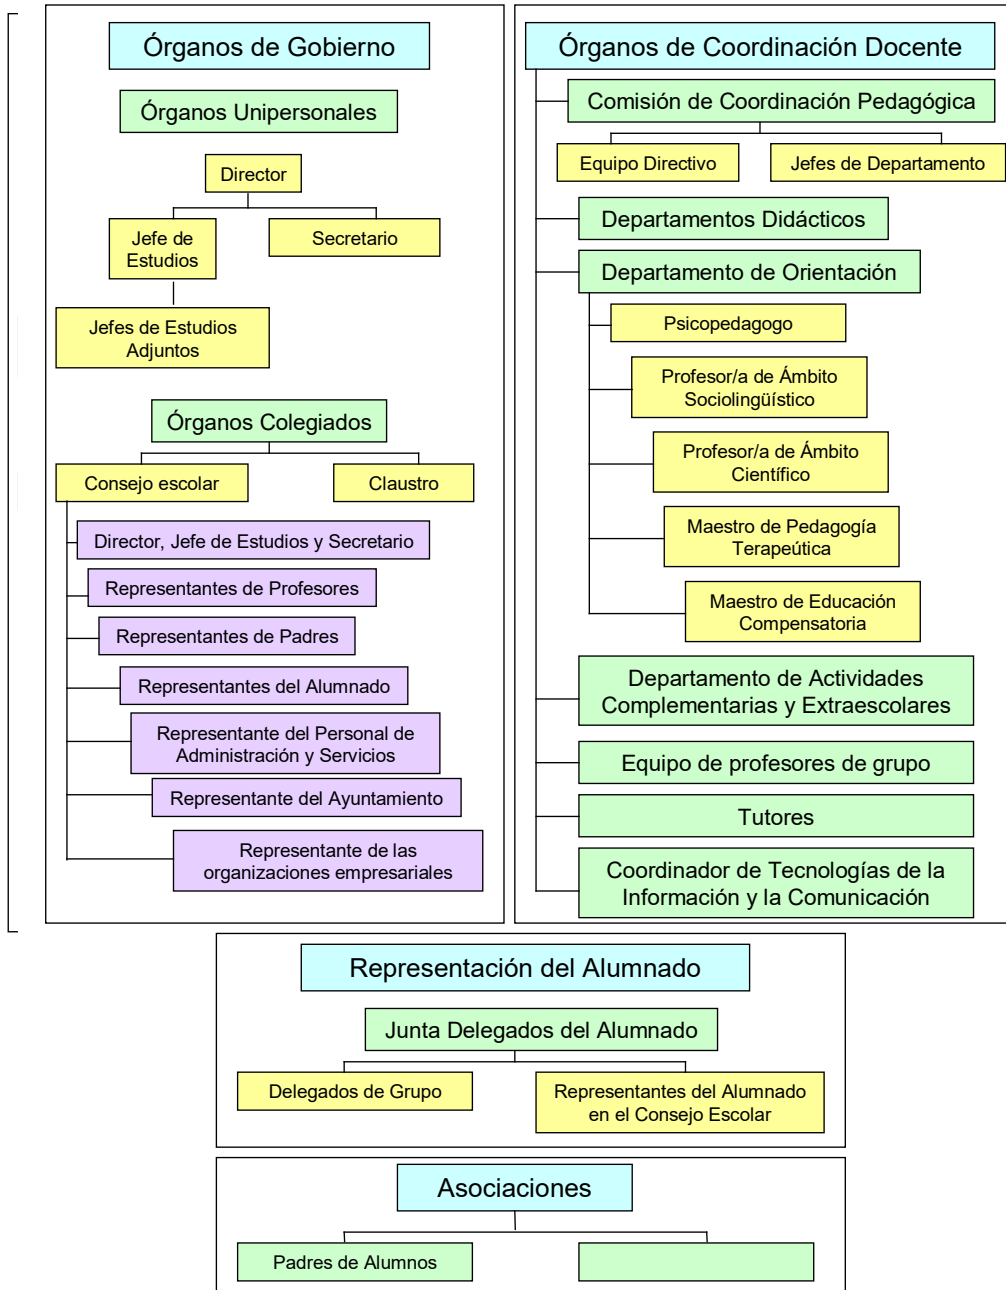 Órganos de Gobierno
Órganos Unipersonales
Director
Jefe de
Estudios
Secretario
Jefes de Estudios
Adjuntos
Órganos Colegiados
Consejo escolar
Claustro
Director, Jefe de Estudios y Secretario
Representantes de Profesores
Representantes de Padres
Representantes del Alumnado
Representante del Personal de
Administración y Servicios
Representante del Ayuntamiento
Representante de las
organizaciones empresariales
Órganos de Coordinación Docente
Comisión de Coordinación Pedagógica
Equipo Directivo
Jefes de Departamento
Departamentos Didácticos
Departamento de Orientación
Psicopedagogo
Profesor/a de Ámbito
Sociolingüístico
Profesor/a de Ámbito
Científico
Maestro de Pedagogía
Terapeútica
Maestro de Educación
Compensatoria
Departamento de Actividades
Complementarias y Extraescolares
Equipo de profesores de grupo
Tutores
Coordinador de Tecnologías de la
Información y la Comunicación
Representación del Alumnado
Junta Delegados del Alumnado
Delegados de Grupo
Representantes del Alumnado
en el Consejo Escolar
Asociaciones
Padres de Alumnos